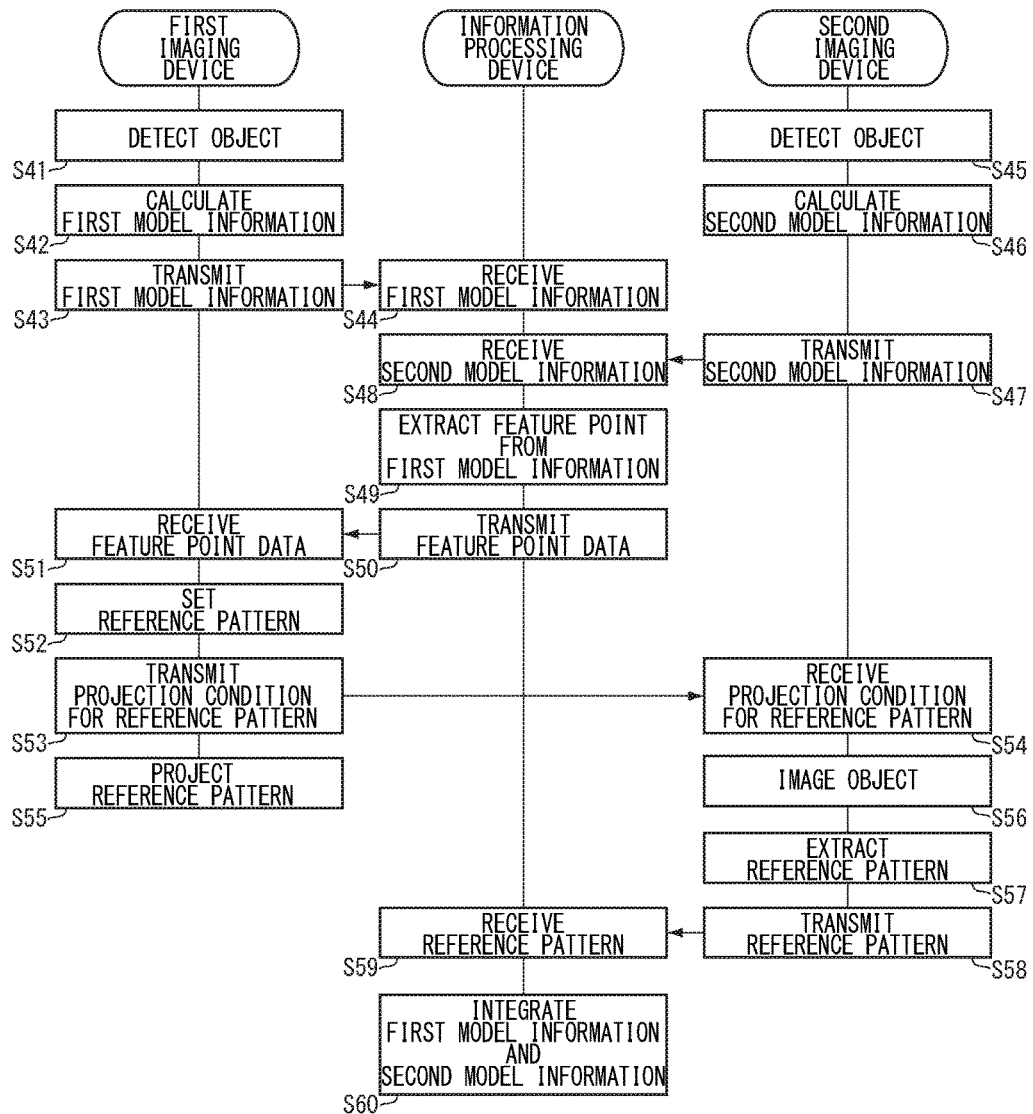 FIRST
IMAGING
DEVICE
INFORMATION
PROCESSING
DEVICE
SECOND
IMAGING
DEVICE
DETECT OBJECT
S41
DETECT OBJECT
S45
CALCULATE
FIRST MODEL INFORMATION
S42
CALCULATE
SECOND MODEL INFORMATION
S46
TRANSMIT
FIRST MODEL INFORMATION
S43
RECEIVE
FIRST MODEL INFORMATION
S44
RECEIVE
SECOND MODEL INFORMATION
S48
TRANSMIT
SECOND MODEL INFORMATION
S47
EXTRACT FEATURE POINT
FROM
FIRST MODEL INFORMATION
S49
RECEIVE
FEATURE POINT DATA
S51
TRANSMIT
FEATURE POINT DATA
S50
SET
REFERENCE PATTERN
S52
TRANSMIT
PROJECTION CONDITION
FOR REFERENCE PATTERN
S53
RECEIVE
PROJECTION CONDITION
FOR REFERENCE PATTERN
S54
PROJECT
REFERENCE PATTERN
S55
IMAGE OBJECT
S56
EXTRACT
REFERENCE PATTERN
S57
RECEIVE
REFERENCE PATTERN
S59
TRANSMIT
REFERENCE PATTERN
S58
INTEGRATE
FIRST MODEL INFORMATION
AND
SECOND MODEL INFORMATION
S60